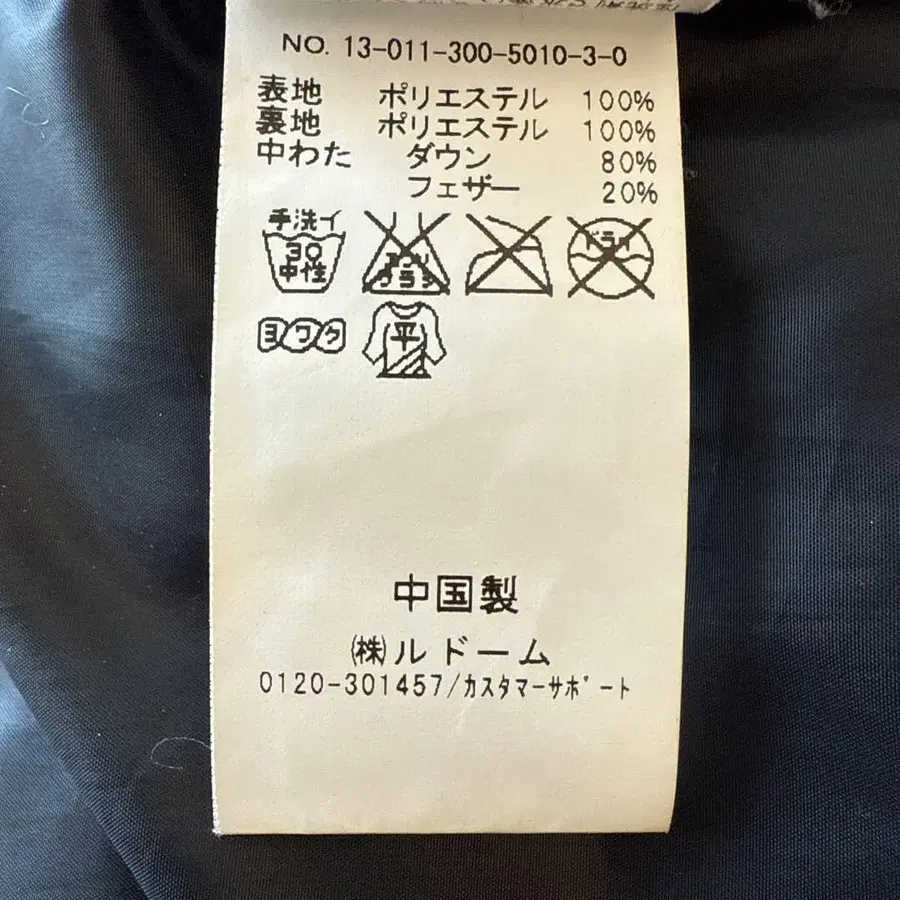 NO. 13-011-300-5010-3-0
表地 ポリエステル 100%
裏地 ポリエステル 100%
中わた ダウン 80%
フェザー 20%
手洗イ
30
中性
エンソ
サラシ
ドライ
ヨワク
平
中国製
㈱ルドーム
0120-301457/カスタマーサポート